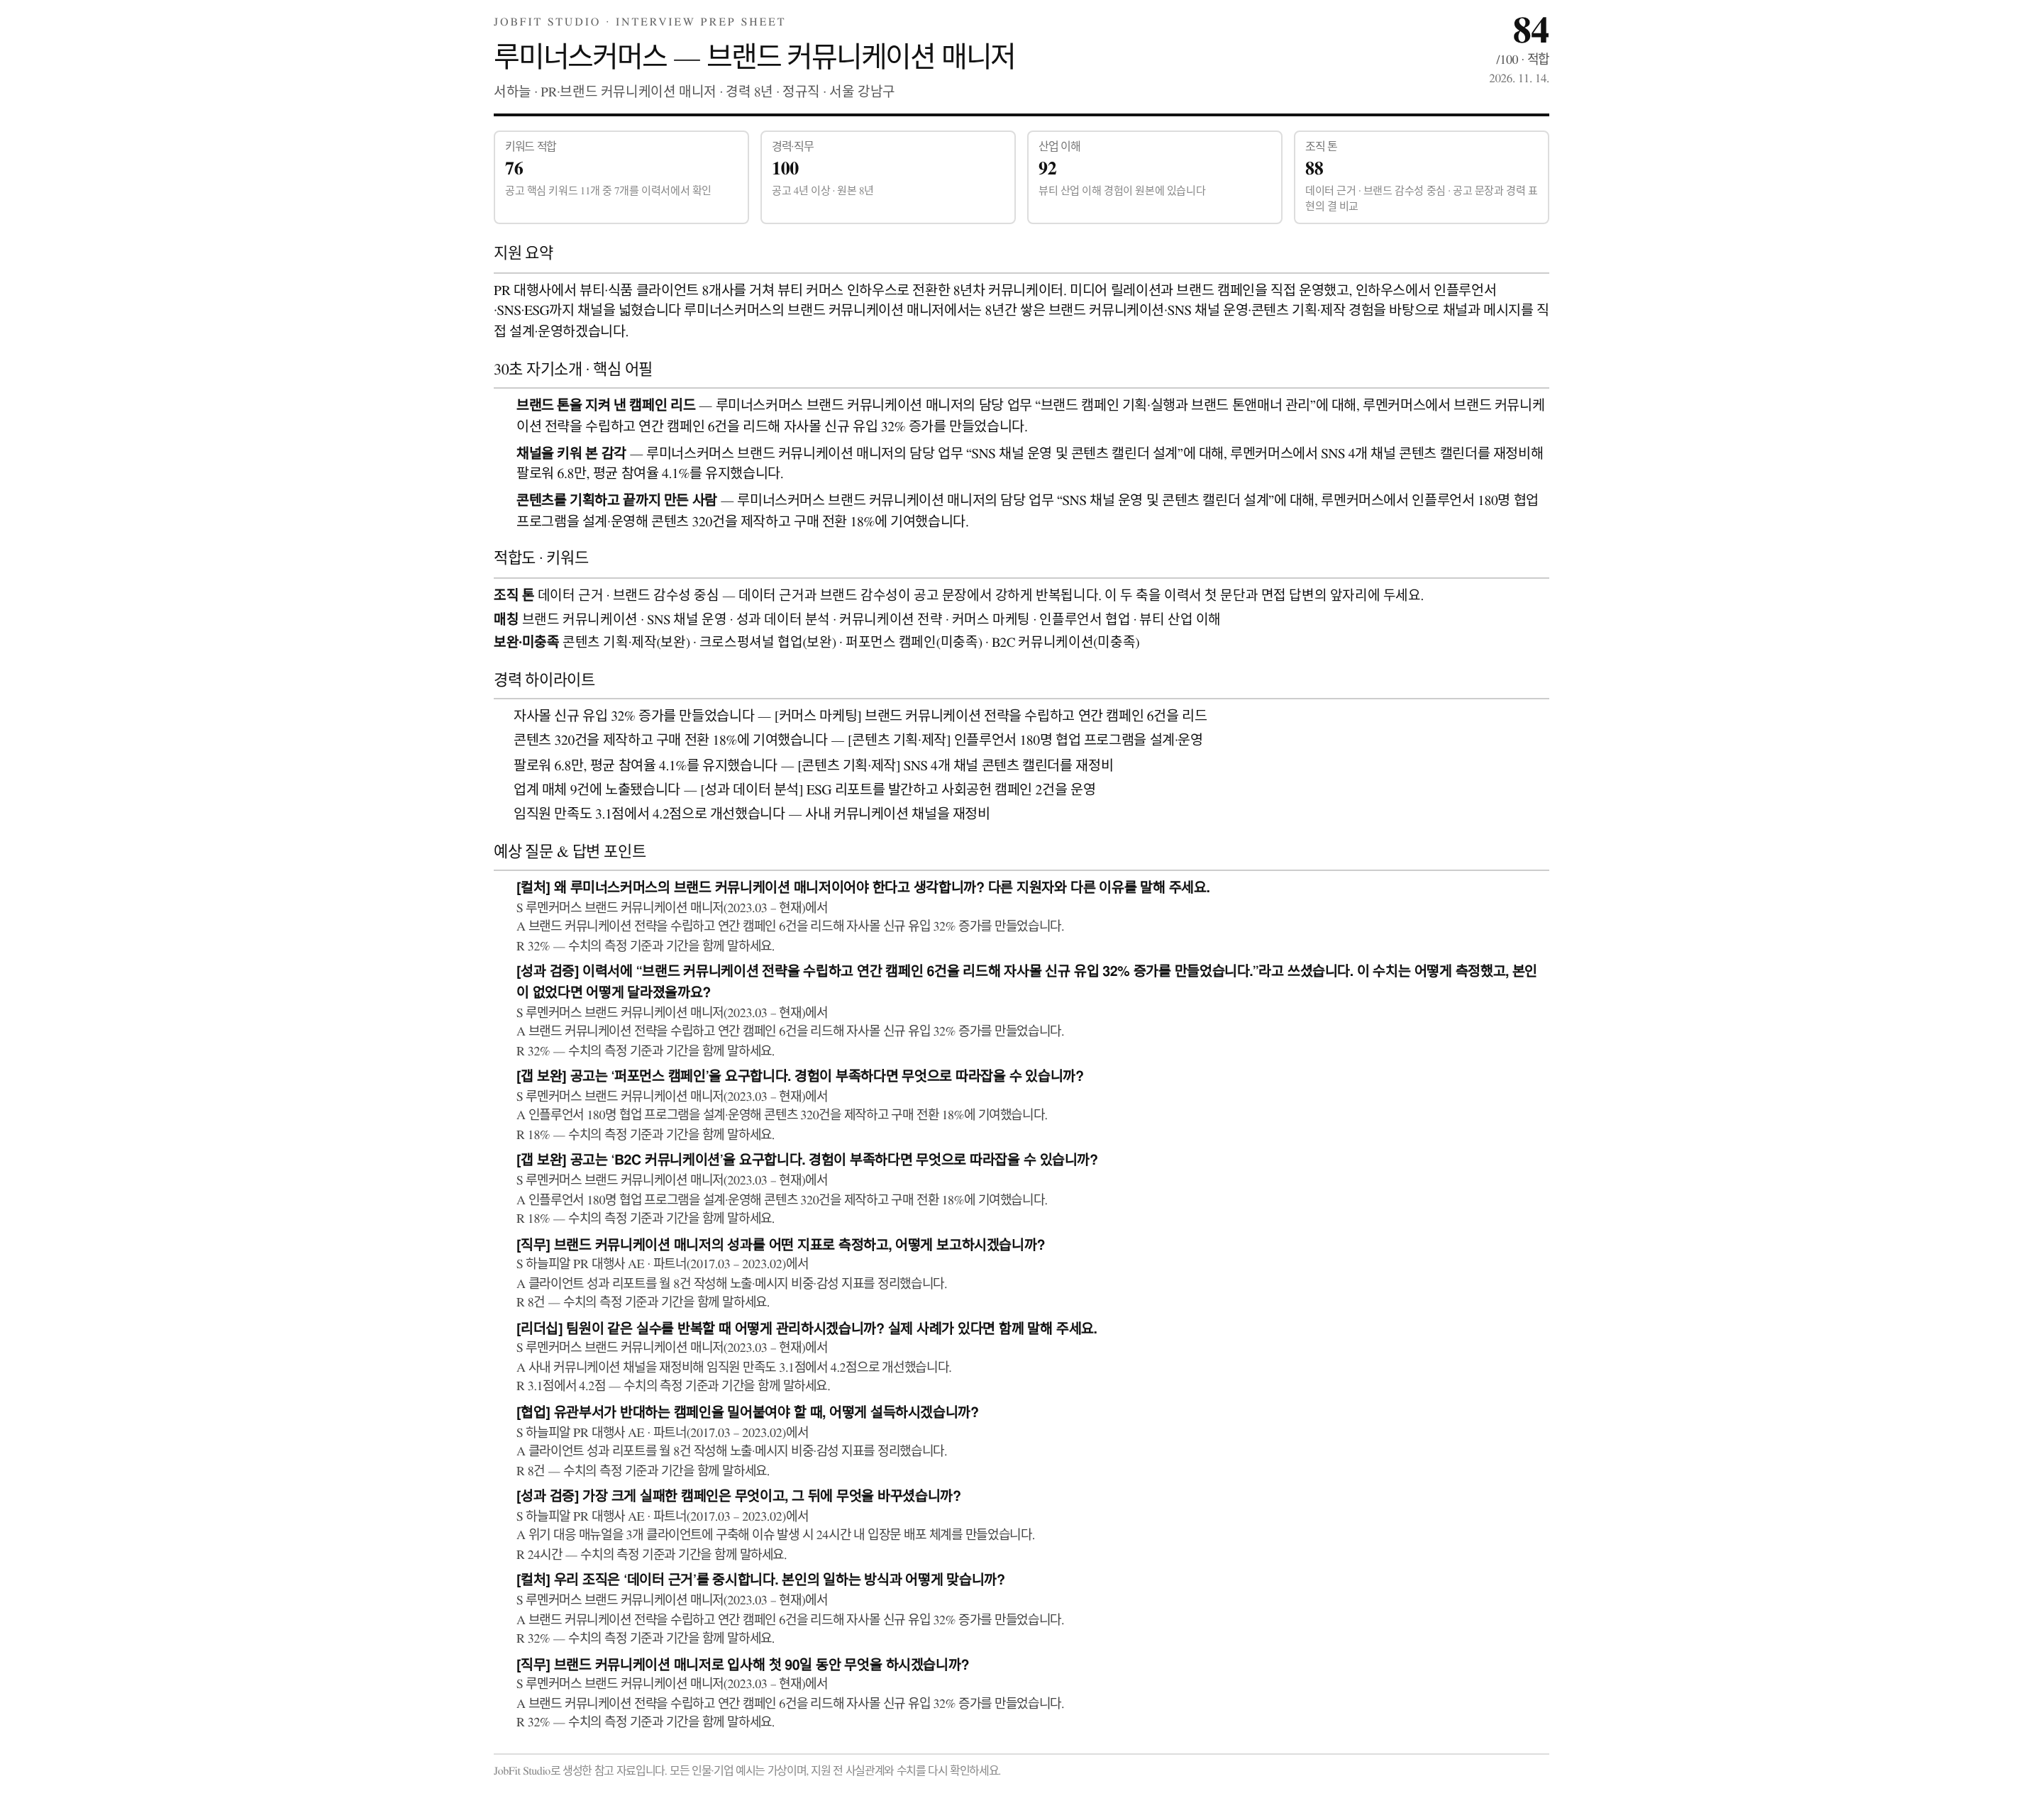 JOBFIT STUDIO · INTERVIEW PREP SHEET
루미너스커머스 — 브랜드 커뮤니케이션 매니저
서하늘 · PR·브랜드 커뮤니케이션 매니저 · 경력 8년 · 정규직 · 서울 강남구
84
/100 · 적합
2026. 11. 14.
키워드 적합
76
공고 핵심 키워드 11개 중 7개를 이력서에서 확인
경력·직무
100
공고 4년 이상 · 원본 8년
산업 이해
92
뷰티 산업 이해 경험이 원본에 있습니다
조직 톤
88
데이터 근거 · 브랜드 감수성 중심 · 공고 문장과 경력 표
현의 결 비교
지원 요약
PR 대행사에서 뷰티·식품 클라이언트 8개사를 거쳐 뷰티 커머스 인하우스로 전환한 8년차 커뮤니케이터. 미디어 릴레이션과 브랜드 캠페인을 직접 운영했고, 인하우스에서 인플루언서
·SNS·ESG까지 채널을 넓혔습니다 루미너스커머스의 브랜드 커뮤니케이션 매니저에서는 8년간 쌓은 브랜드 커뮤니케이션·SNS 채널 운영·콘텐츠 기획·제작 경험을 바탕으로 채널과 메시지를 직
접 설계·운영하겠습니다.
30초 자기소개 · 핵심 어필
브랜드 톤을 지켜 낸 캠페인 리드 — 루미너스커머스 브랜드 커뮤니케이션 매니저의 담당 업무 “브랜드 캠페인 기획·실행과 브랜드 톤앤매너 관리”에 대해, 루멘커머스에서 브랜드 커뮤니케
이션 전략을 수립하고 연간 캠페인 6건을 리드해 자사몰 신규 유입 32% 증가를 만들었습니다.
채널을 키워 본 감각 — 루미너스커머스 브랜드 커뮤니케이션 매니저의 담당 업무 “SNS 채널 운영 및 콘텐츠 캘린더 설계”에 대해, 루멘커머스에서 SNS 4개 채널 콘텐츠 캘린더를 재정비해
팔로워 6.8만, 평균 참여율 4.1%를 유지했습니다.
콘텐츠를 기획하고 끝까지 만든 사람 — 루미너스커머스 브랜드 커뮤니케이션 매니저의 담당 업무 “SNS 채널 운영 및 콘텐츠 캘린더 설계”에 대해, 루멘커머스에서 인플루언서 180명 협업
프로그램을 설계·운영해 콘텐츠 320건을 제작하고 구매 전환 18%에 기여했습니다.
적합도 · 키워드
조직 톤 데이터 근거 · 브랜드 감수성 중심 — 데이터 근거과 브랜드 감수성이 공고 문장에서 강하게 반복됩니다. 이 두 축을 이력서 첫 문단과 면접 답변의 앞자리에 두세요.
매칭 브랜드 커뮤니케이션 · SNS 채널 운영 · 성과 데이터 분석 · 커뮤니케이션 전략 · 커머스 마케팅 · 인플루언서 협업 · 뷰티 산업 이해
보완·미충족 콘텐츠 기획·제작(보완) · 크로스펑셔널 협업(보완) · 퍼포먼스 캠페인(미충족) · B2C 커뮤니케이션(미충족)
경력 하이라이트
자사몰 신규 유입 32% 증가를 만들었습니다 — [커머스 마케팅] 브랜드 커뮤니케이션 전략을 수립하고 연간 캠페인 6건을 리드
콘텐츠 320건을 제작하고 구매 전환 18%에 기여했습니다 — [콘텐츠 기획·제작] 인플루언서 180명 협업 프로그램을 설계·운영
팔로워 6.8만, 평균 참여율 4.1%를 유지했습니다 — [콘텐츠 기획·제작] SNS 4개 채널 콘텐츠 캘린더를 재정비
업계 매체 9건에 노출됐습니다 — [성과 데이터 분석] ESG 리포트를 발간하고 사회공헌 캠페인 2건을 운영
임직원 만족도 3.1점에서 4.2점으로 개선했습니다 — 사내 커뮤니케이션 채널을 재정비
예상 질문 & 답변 포인트
[컬처] 왜 루미너스커머스의 브랜드 커뮤니케이션 매니저이어야 한다고 생각합니까? 다른 지원자와 다른 이유를 말해 주세요.
S 루멘커머스 브랜드 커뮤니케이션 매니저(2023.03 – 현재)에서
A 브랜드 커뮤니케이션 전략을 수립하고 연간 캠페인 6건을 리드해 자사몰 신규 유입 32% 증가를 만들었습니다.
R 32% — 수치의 측정 기준과 기간을 함께 말하세요.
[성과 검증] 이력서에 “브랜드 커뮤니케이션 전략을 수립하고 연간 캠페인 6건을 리드해 자사몰 신규 유입 32% 증가를 만들었습니다.”라고 쓰셨습니다. 이 수치는 어떻게 측정했고, 본인
이 없었다면 어떻게 달라졌을까요?
S 루멘커머스 브랜드 커뮤니케이션 매니저(2023.03 – 현재)에서
A 브랜드 커뮤니케이션 전략을 수립하고 연간 캠페인 6건을 리드해 자사몰 신규 유입 32% 증가를 만들었습니다.
R 32% — 수치의 측정 기준과 기간을 함께 말하세요.
[갭 보완] 공고는 ‘퍼포먼스 캠페인’을 요구합니다. 경험이 부족하다면 무엇으로 따라잡을 수 있습니까?
S 루멘커머스 브랜드 커뮤니케이션 매니저(2023.03 – 현재)에서
A 인플루언서 180명 협업 프로그램을 설계·운영해 콘텐츠 320건을 제작하고 구매 전환 18%에 기여했습니다.
R 18% — 수치의 측정 기준과 기간을 함께 말하세요.
[갭 보완] 공고는 ‘B2C 커뮤니케이션’을 요구합니다. 경험이 부족하다면 무엇으로 따라잡을 수 있습니까?
S 루멘커머스 브랜드 커뮤니케이션 매니저(2023.03 – 현재)에서
A 인플루언서 180명 협업 프로그램을 설계·운영해 콘텐츠 320건을 제작하고 구매 전환 18%에 기여했습니다.
R 18% — 수치의 측정 기준과 기간을 함께 말하세요.
[직무] 브랜드 커뮤니케이션 매니저의 성과를 어떤 지표로 측정하고, 어떻게 보고하시겠습니까?
S 하늘피알 PR 대행사 AE · 파트너(2017.03 – 2023.02)에서
A 클라이언트 성과 리포트를 월 8건 작성해 노출·메시지 비중·감성 지표를 정리했습니다.
R 8건 — 수치의 측정 기준과 기간을 함께 말하세요.
[리더십] 팀원이 같은 실수를 반복할 때 어떻게 관리하시겠습니까? 실제 사례가 있다면 함께 말해 주세요.
S 루멘커머스 브랜드 커뮤니케이션 매니저(2023.03 – 현재)에서
A 사내 커뮤니케이션 채널을 재정비해 임직원 만족도 3.1점에서 4.2점으로 개선했습니다.
R 3.1점에서 4.2점 — 수치의 측정 기준과 기간을 함께 말하세요.
[협업] 유관부서가 반대하는 캠페인을 밀어붙여야 할 때, 어떻게 설득하시겠습니까?
S 하늘피알 PR 대행사 AE · 파트너(2017.03 – 2023.02)에서
A 클라이언트 성과 리포트를 월 8건 작성해 노출·메시지 비중·감성 지표를 정리했습니다.
R 8건 — 수치의 측정 기준과 기간을 함께 말하세요.
[성과 검증] 가장 크게 실패한 캠페인은 무엇이고, 그 뒤에 무엇을 바꾸셨습니까?
S 하늘피알 PR 대행사 AE · 파트너(2017.03 – 2023.02)에서
A 위기 대응 매뉴얼을 3개 클라이언트에 구축해 이슈 발생 시 24시간 내 입장문 배포 체계를 만들었습니다.
R 24시간 — 수치의 측정 기준과 기간을 함께 말하세요.
[컬처] 우리 조직은 ‘데이터 근거’를 중시합니다. 본인의 일하는 방식과 어떻게 맞습니까?
S 루멘커머스 브랜드 커뮤니케이션 매니저(2023.03 – 현재)에서
A 브랜드 커뮤니케이션 전략을 수립하고 연간 캠페인 6건을 리드해 자사몰 신규 유입 32% 증가를 만들었습니다.
R 32% — 수치의 측정 기준과 기간을 함께 말하세요.
[직무] 브랜드 커뮤니케이션 매니저로 입사해 첫 90일 동안 무엇을 하시겠습니까?
S 루멘커머스 브랜드 커뮤니케이션 매니저(2023.03 – 현재)에서
A 브랜드 커뮤니케이션 전략을 수립하고 연간 캠페인 6건을 리드해 자사몰 신규 유입 32% 증가를 만들었습니다.
R 32% — 수치의 측정 기준과 기간을 함께 말하세요.
JobFit Studio로 생성한 참고 자료입니다. 모든 인물·기업 예시는 가상이며, 지원 전 사실관계와 수치를 다시 확인하세요.